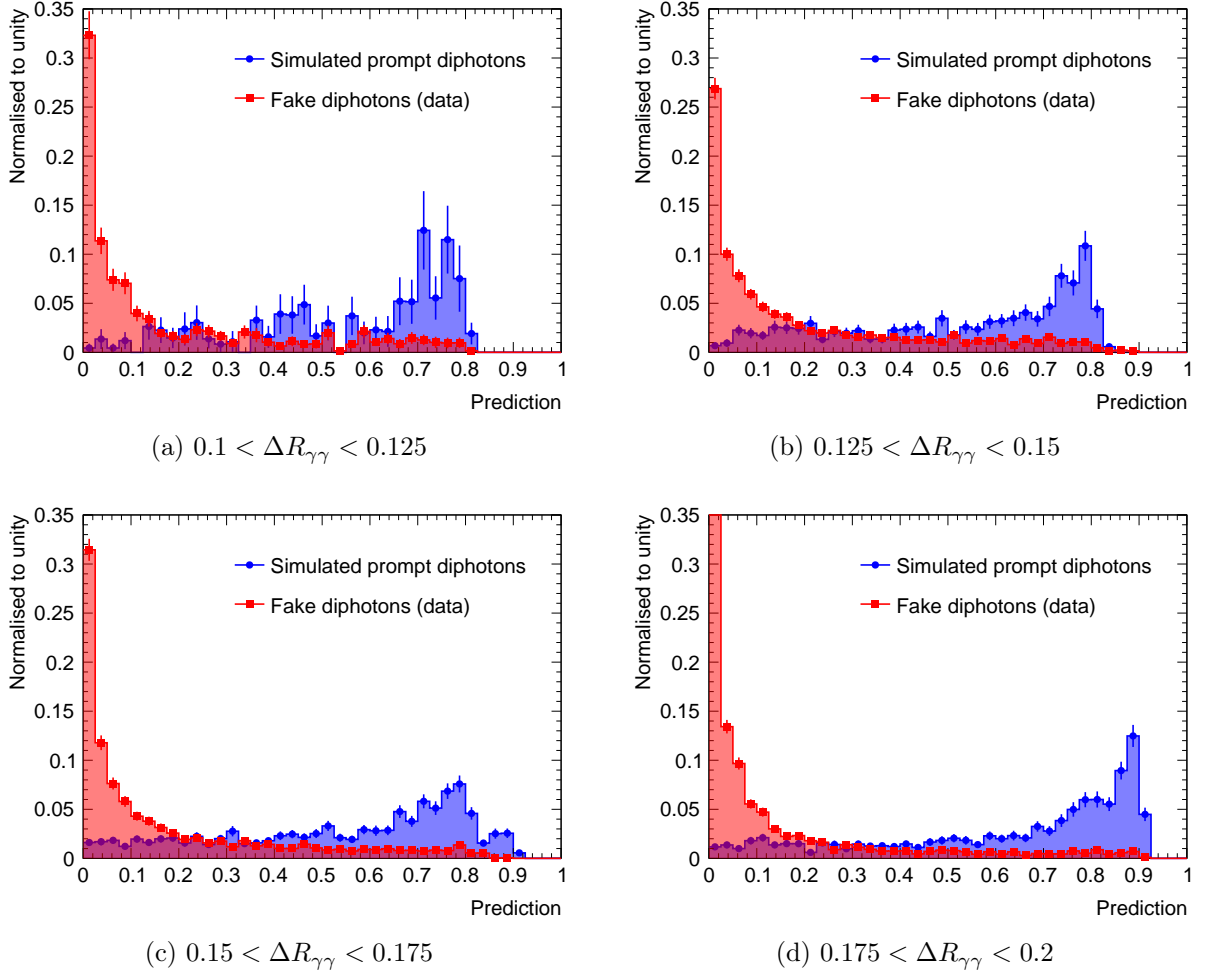 Normalised to unity
0.35
0.3
0.25
0.2
0.15
0.1
0.05
0
Simulated prompt diphotons
Fake diphotons (data)
0 0.1 0.2 0.3 0.4 0.5 0.6 0.7 0.8 0.9 1
Prediction
(a) 0.1 < ΔRγγ < 0.125
Normalised to unity
0.35
0.3
0.25
0.2
0.15
0.1
0.05
0
Simulated prompt diphotons
Fake diphotons (data)
0 0.1 0.2 0.3 0.4 0.5 0.6 0.7 0.8 0.9 1
Prediction
(b) 0.125 < ΔRγγ < 0.15
Normalised to unity
0.35
0.3
0.25
0.2
0.15
0.1
0.05
0
Simulated prompt diphotons
Fake diphotons (data)
0 0.1 0.2 0.3 0.4 0.5 0.6 0.7 0.8 0.9 1
Prediction
(c) 0.15 < ΔRγγ < 0.175
Normalised to unity
0.35
0.3
0.25
0.2
0.15
0.1
0.05
0
Simulated prompt diphotons
Fake diphotons (data)
0 0.1 0.2 0.3 0.4 0.5 0.6 0.7 0.8 0.9 1
Prediction
(d) 0.175 < ΔRγγ < 0.2